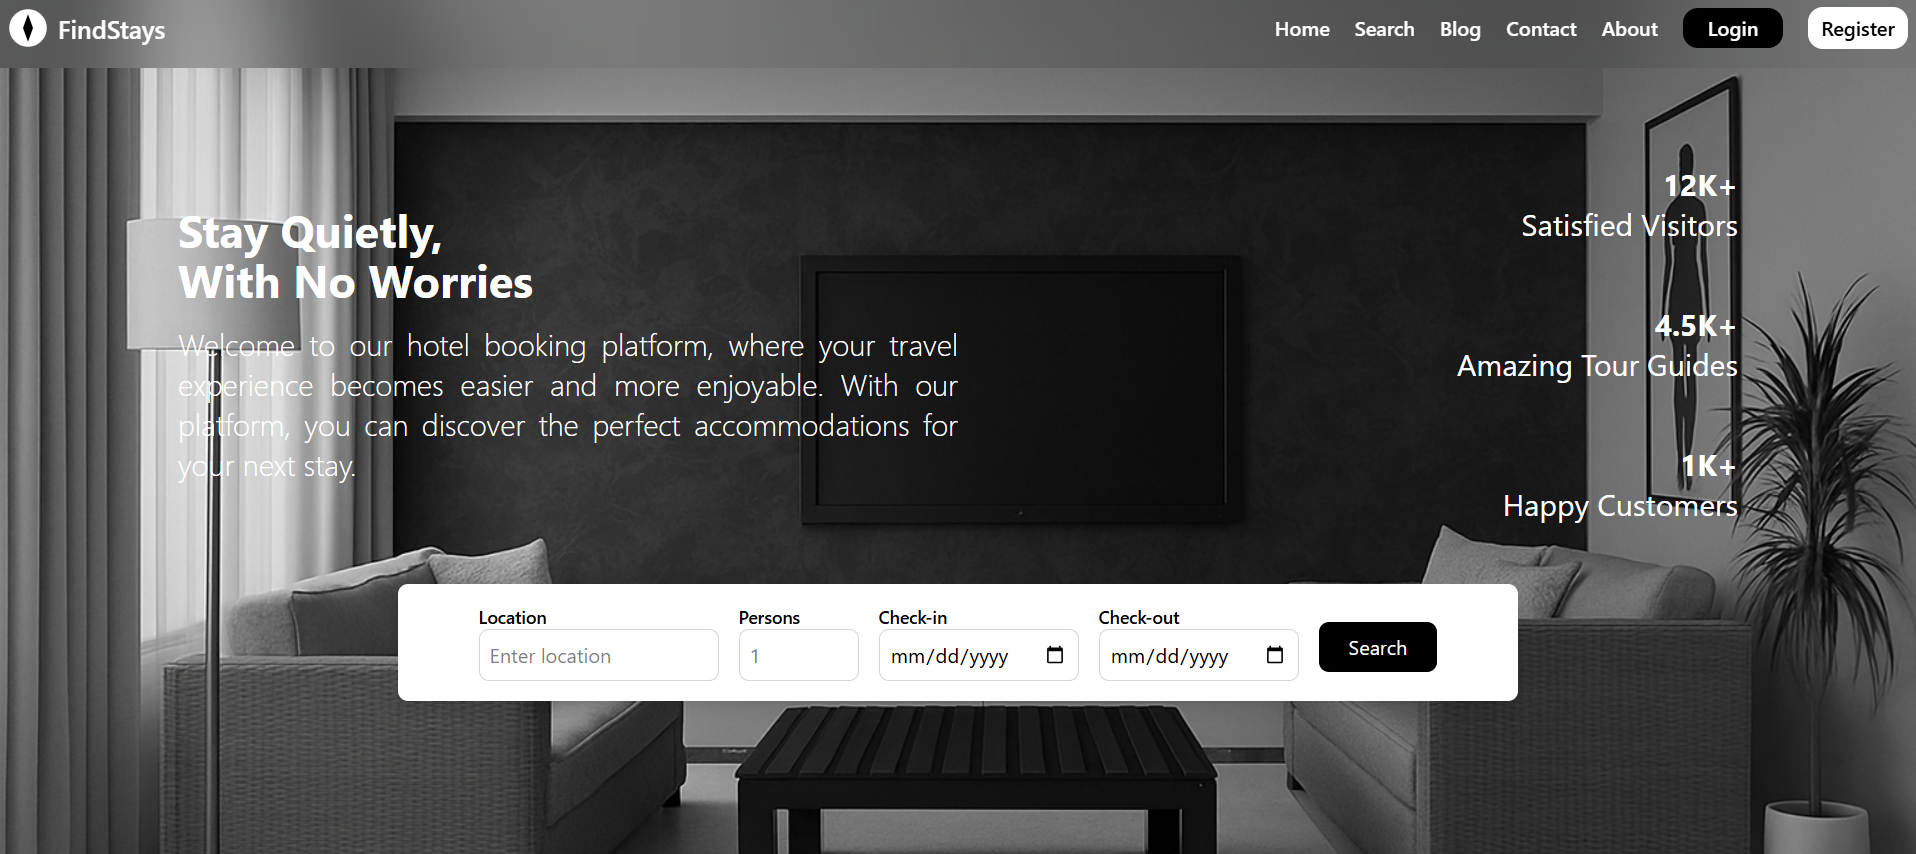 FindStays
Home Search Blog Contact About Login Register
Stay Quietly,
With No Worries
Welcome to our hotel booking platform, where your travel
experience becomes easier and more enjoyable. With our
platform, you can discover the perfect accommodations for
your next stay.
12K+
Satisfied Visitors
4.5K+
Amazing Tour Guides
1K+
Happy Customers
Location Persons Check-in Check-out
Enter location 1 mm/dd/yyyy mm/dd/yyyy Search